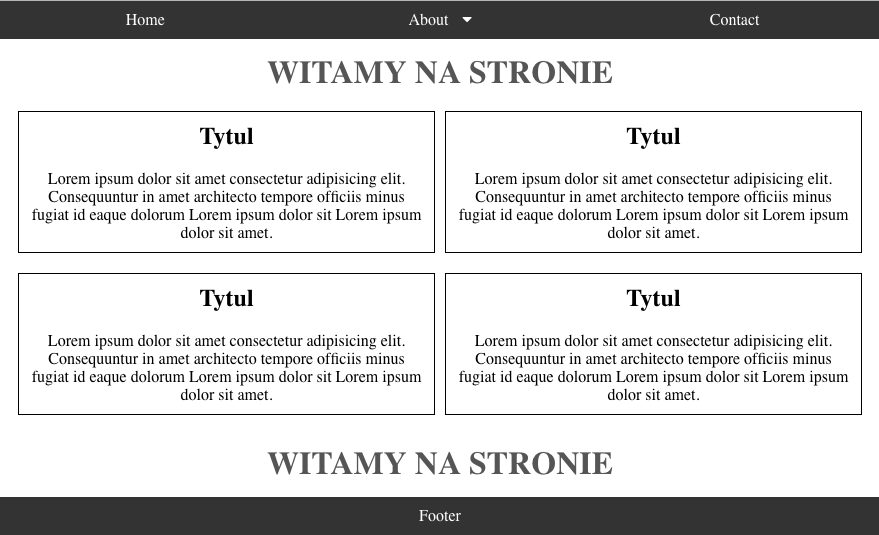 Home About Contact
WITAMY NA STRONIE
Tytul
Lorem ipsum dolor sit amet consectetur adipisicing elit.
Consequuntur in amet architecto tempore officiis minus
fugiat id eaque dolorum Lorem ipsum dolor sit Lorem ipsum
dolor sit amet.
Tytul
Lorem ipsum dolor sit amet consectetur adipisicing elit.
Consequuntur in amet architecto tempore officiis minus
fugiat id eaque dolorum Lorem ipsum dolor sit Lorem ipsum
dolor sit amet.
Tytul
Lorem ipsum dolor sit amet consectetur adipisicing elit.
Consequuntur in amet architecto tempore officiis minus
fugiat id eaque dolorum Lorem ipsum dolor sit Lorem ipsum
dolor sit amet.
Tytul
Lorem ipsum dolor sit amet consectetur adipisicing elit.
Consequuntur in amet architecto tempore officiis minus
fugiat id eaque dolorum Lorem ipsum dolor sit Lorem ipsum
dolor sit amet.
WITAMY NA STRONIE
Footer